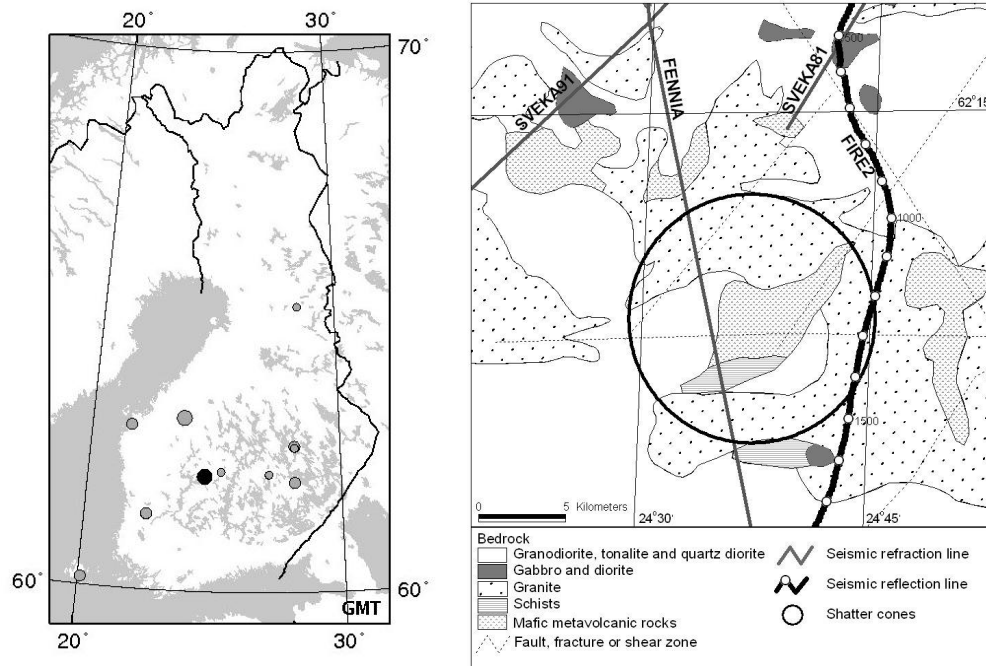 20°
30°
70°
70°
60°
60°
GMT
20°
30°
SVEKA91
FENNIA
SVEKA81
500
62°15'
FIRE2
1000
1500
0 5 Kilometers
24°30'
24°45'
Bedrock
Granodiorite, tonalite and quartz diorite
Gabbro and diorite
Granite
Schists
Mafic metavolcanic rocks
Fault, fracture or shear zone
Seismic refraction line
Seismic reflection line
Shatter cones